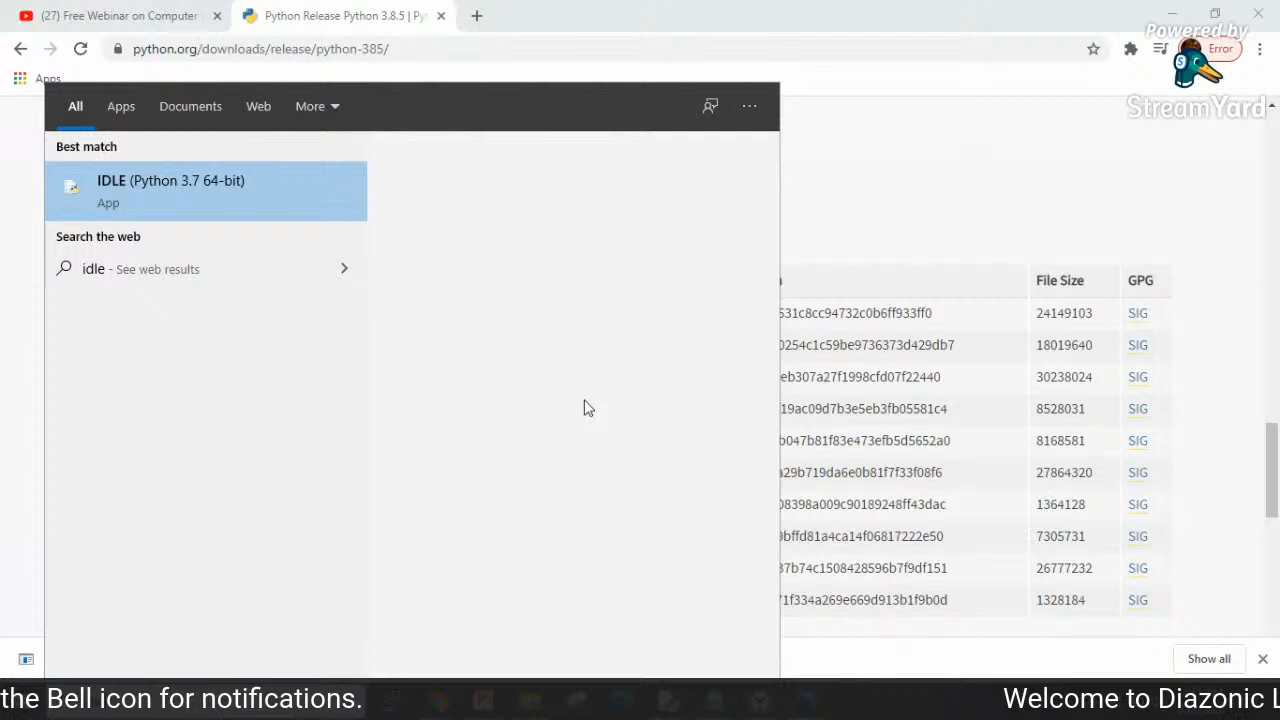 (27) Free Webinar on Computer
Python Release Python 3.8.5 | Py
python.org/downloads/release/python-385/
Error
Powered by
StreamYard
Apps
All
Apps
Documents
Web
More
Best match
IDLE (Python 3.7 64-bit)
App
Search the web
idle - See web results
File Size
GPG
531c8cc94732c0b6ff933ff0
24149103
SIG
0254c1c59be9736373d429db7
18019640
SIG
eb307a27f1998cfd07f22440
30238024
SIG
19ac09d7b3e5eb3fb05581c4
8528031
SIG
b047b81f83e473efb5d5652a0
8168581
SIG
a29b719da6e0b81f7f33f08f6
27864320
SIG
08398a009c90189248ff43dac
1364128
SIG
9bffd81a4ca14f06817222e50
7305731
SIG
87b74c1508428596b7f9df151
26777232
SIG
71f334a269e669d913b1f9b0d
1328184
SIG
Show all
the Bell icon for notifications.
Welcome to Diazonic L